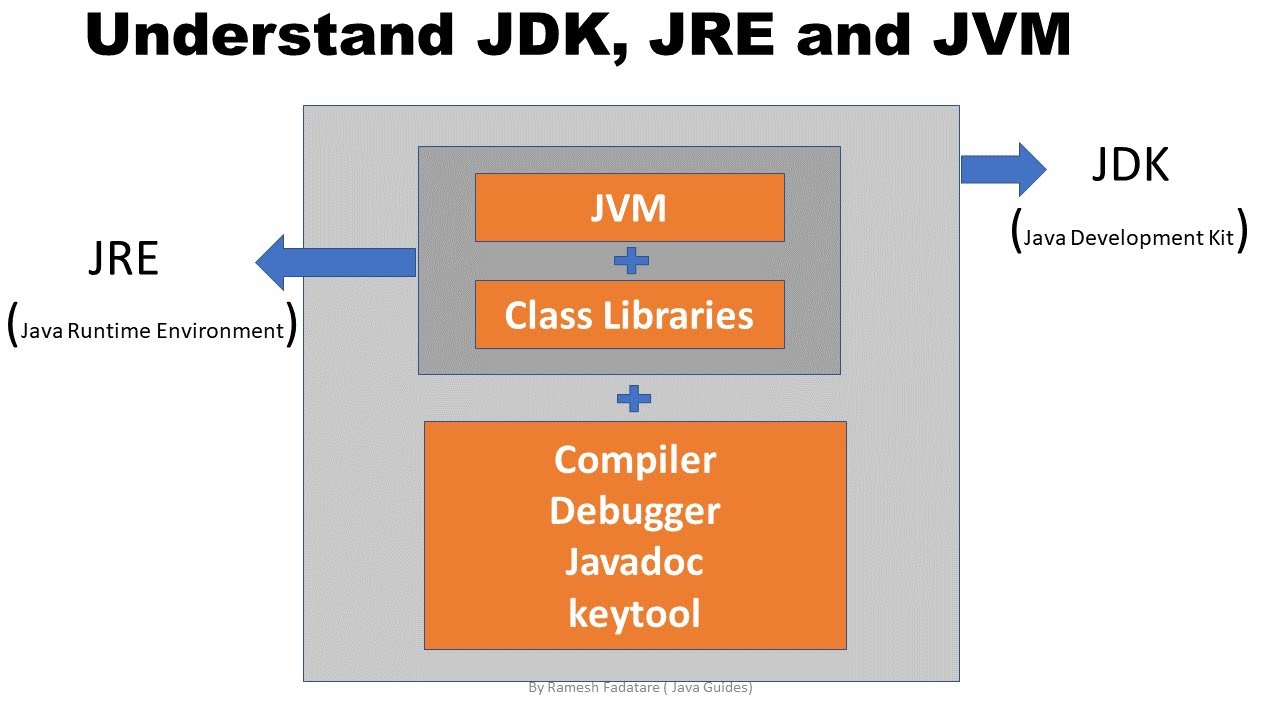 Understand JDK, JRE and JVM
JDK
(Java Development Kit)
JVM
JRE
(Java Runtime Environment)
Class Libraries
Compiler
Debugger
Javadoc
keytool
By Ramesh Fadatare ( Java Guides)